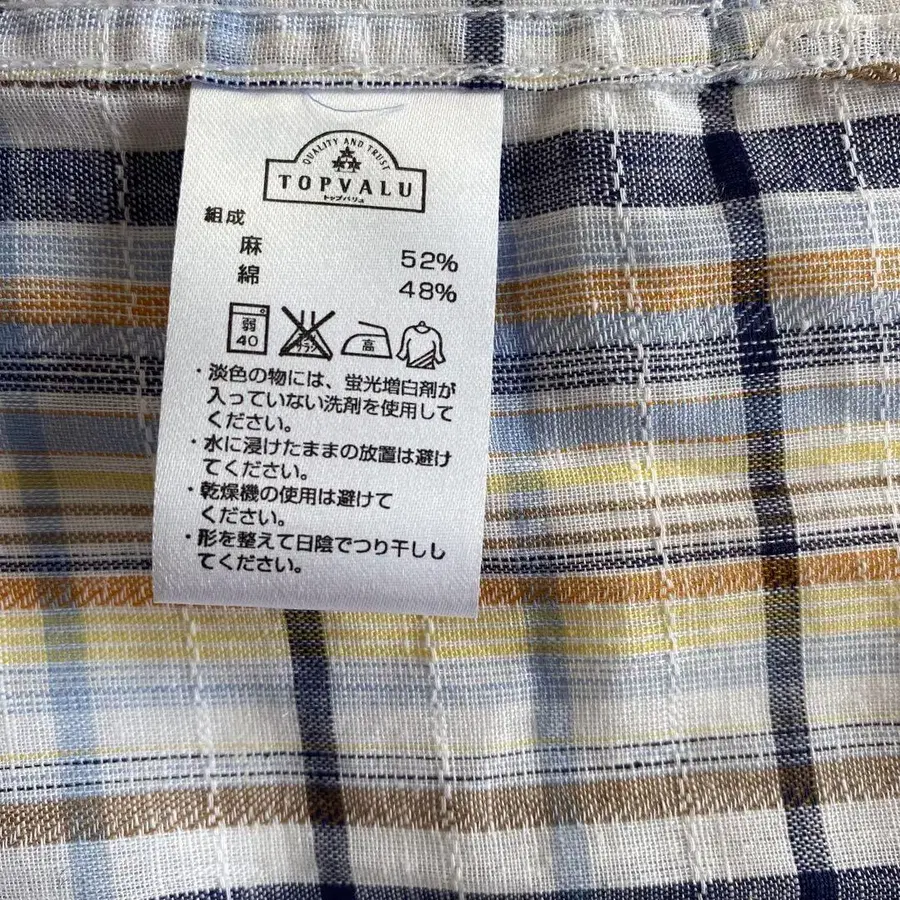 QUALITY AND TRUST
TOPVALU
トップバリュ
組成
麻 52%
綿 48%
弱
40
高
・淡色の物には、蛍光増白剤が
入っていない洗剤を使用して
ください。
・水に浸けたままの放置は避け
てください。
・乾燥機の使用は避けて
ください。
・形を整えて日陰でつり干しし
てください。